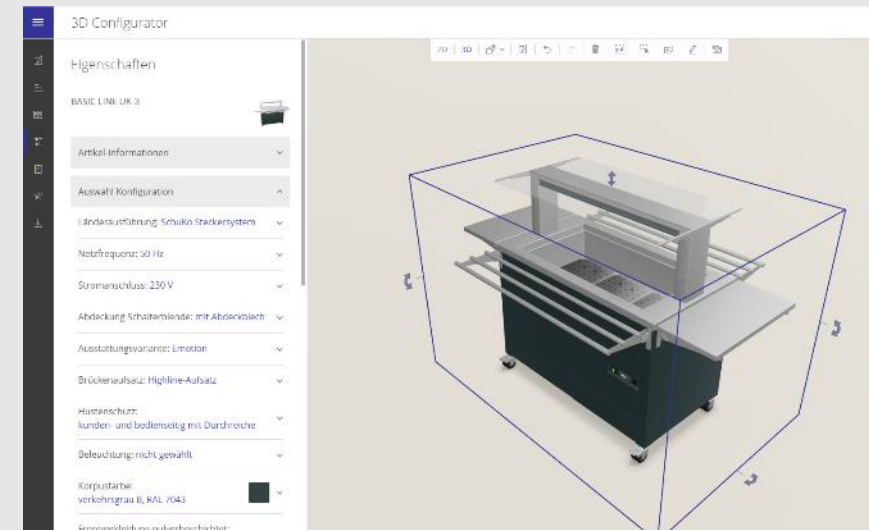 3D Configurator
2D
3D
Eigenschaften
BASIC LINE UK 3
Artikel-Informationen
Auswahl Konfiguration
Länderausführung: SchuKo Steckersystem
Netzfrequenz: 50 Hz
Stromanschluss: 230 V
Abdeckung Schalterblende: mit Abdeckblech
Ausstattungsvariante: Emotion
Brückenaufsatz: Highline-Aufsatz
Hustenschutz:
kunden- und bedienseitig mit Durchreiche
Beleuchtung: nicht gewählt
Korpusfarbe:
verkehrsgrau B, RAL 7043
Frontverkleidung pulverbeschichtet: